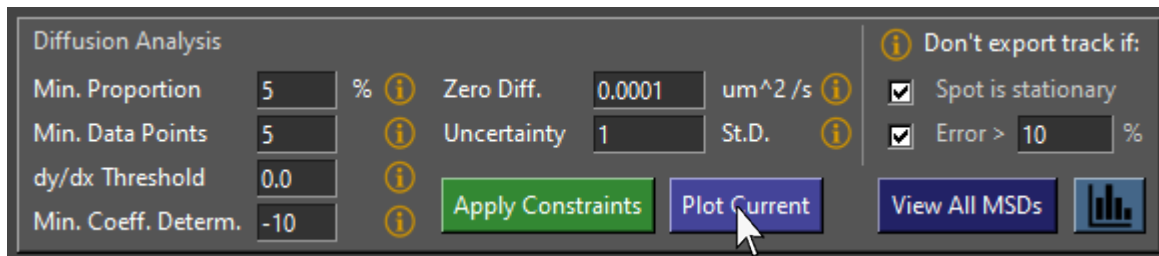 Diffusion Analysis
Don't export track if:
Min. Proportion 5 % Zero Diff. 0.0001 um^2 /s Spot is stationary
Min. Data Points 5 Uncertainty 1 St.D. Error > 10 %
dy/dx Threshold 0.0
Min. Coeff. Determ. -10
Apply Constraints Plot Current View All MSDs